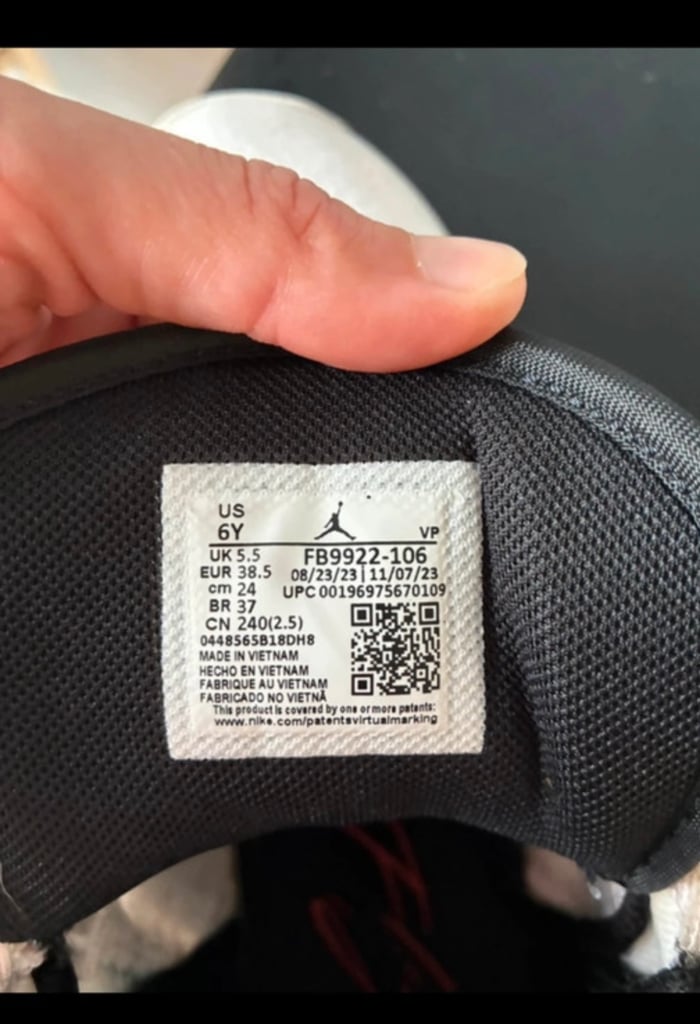 US
6Y
VP
UK 5.5
FB9922-106
EUR 38.5
08/23/23 | 11/07/23
cm 24
UPC 00196975670109
BR 37
CN 240(2.5)
0448565B18DH8
MADE IN VIETNAM
HECHO EN VIETNAM
FABRIQUE AU VIETNAM
FABRICADO NO VIETNÃ
This product is covered by one or more patents:
www.nike.com/patentsvirtualmarking